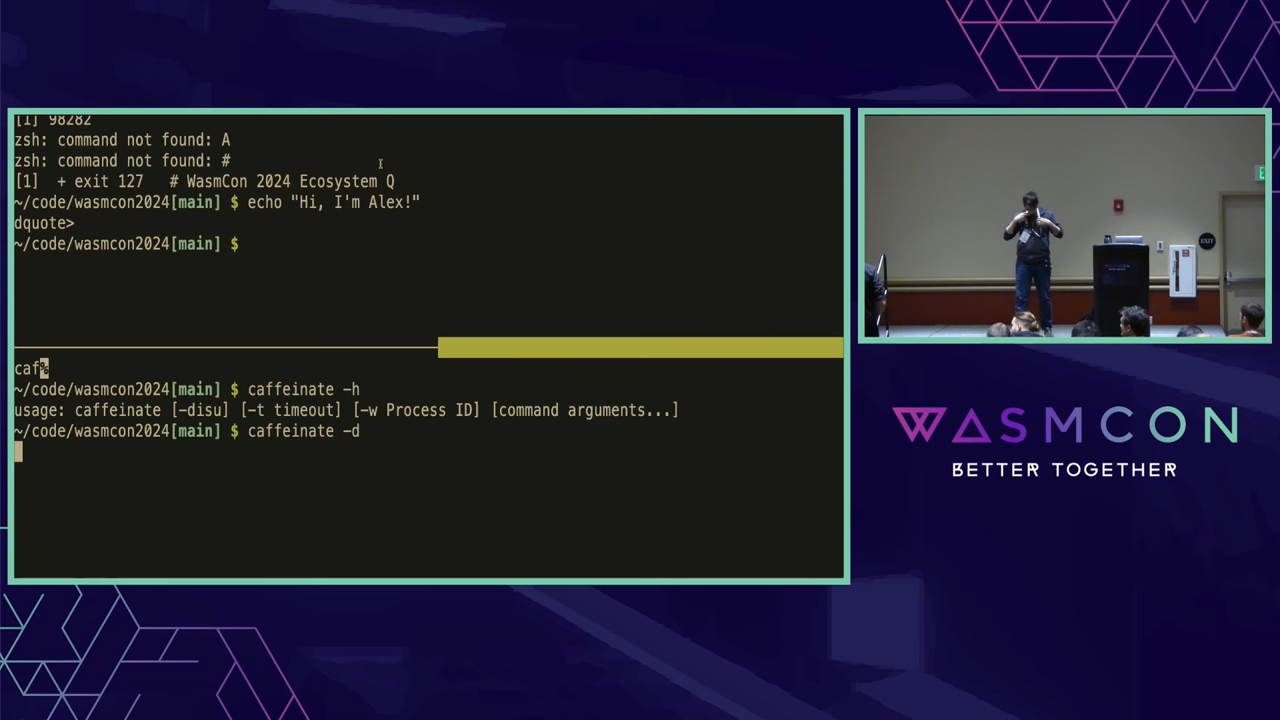 [1] 98282
zsh: command not found: A
zsh: command not found: #
[1]  + exit 127   # WasmCon 2024 Ecosystem Q
~/code/wasmcon2024[main] $ echo "Hi, I'm Alex!"
dquote>
~/code/wasmcon2024[main] $
caf%
~/code/wasmcon2024[main] $ caffeinate -h
usage: caffeinate [-disu] [-t timeout] [-w Process ID] [command arguments...]
~/code/wasmcon2024[main] $ caffeinate -d
EXIT
WASMCON
BETTER TOGETHER